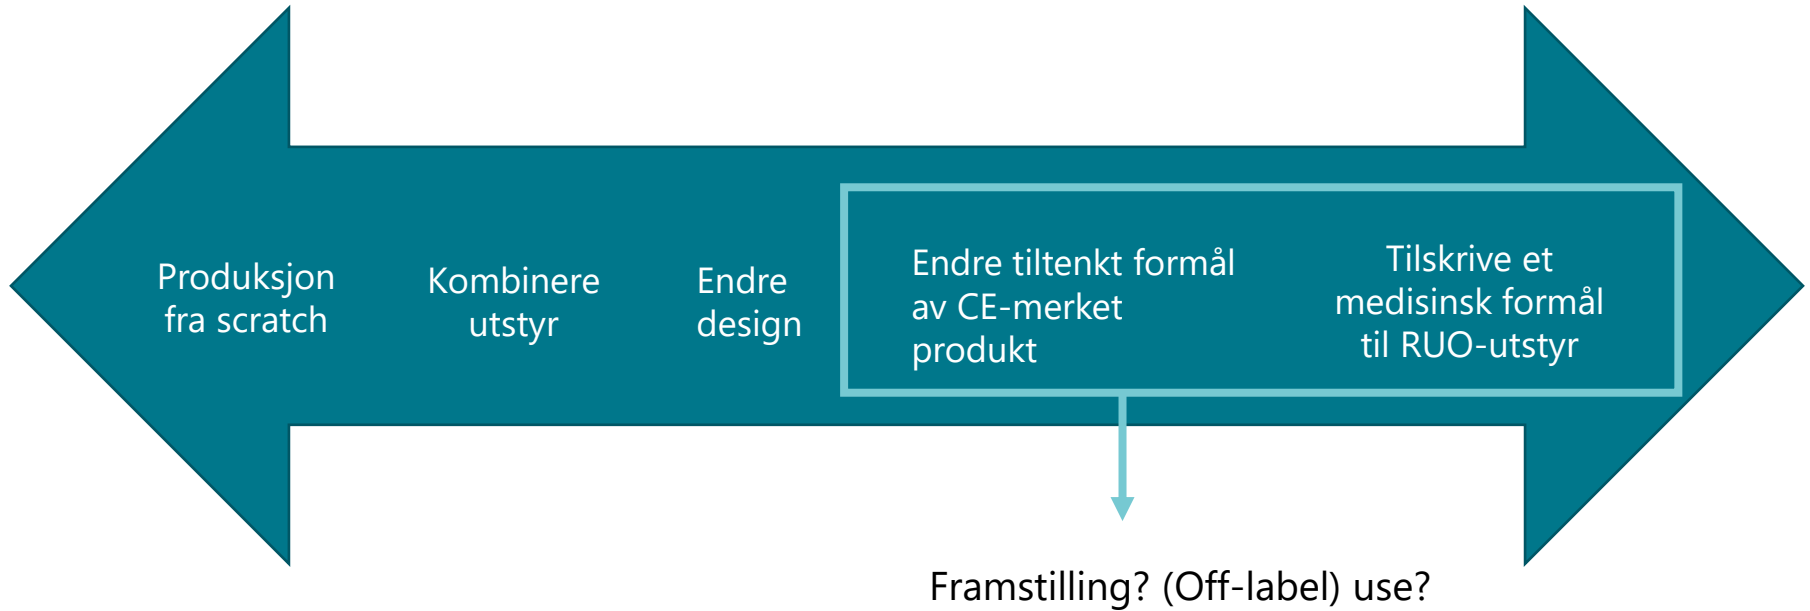 Produksjon
fra scratch
Kombinere
utstyr
Endre
design
Endre tiltenkt formål
av CE-merket
produkt
Tilskrive et
medisinsk formål
til RUO-utstyr
Framstilling? (Off-label) use?